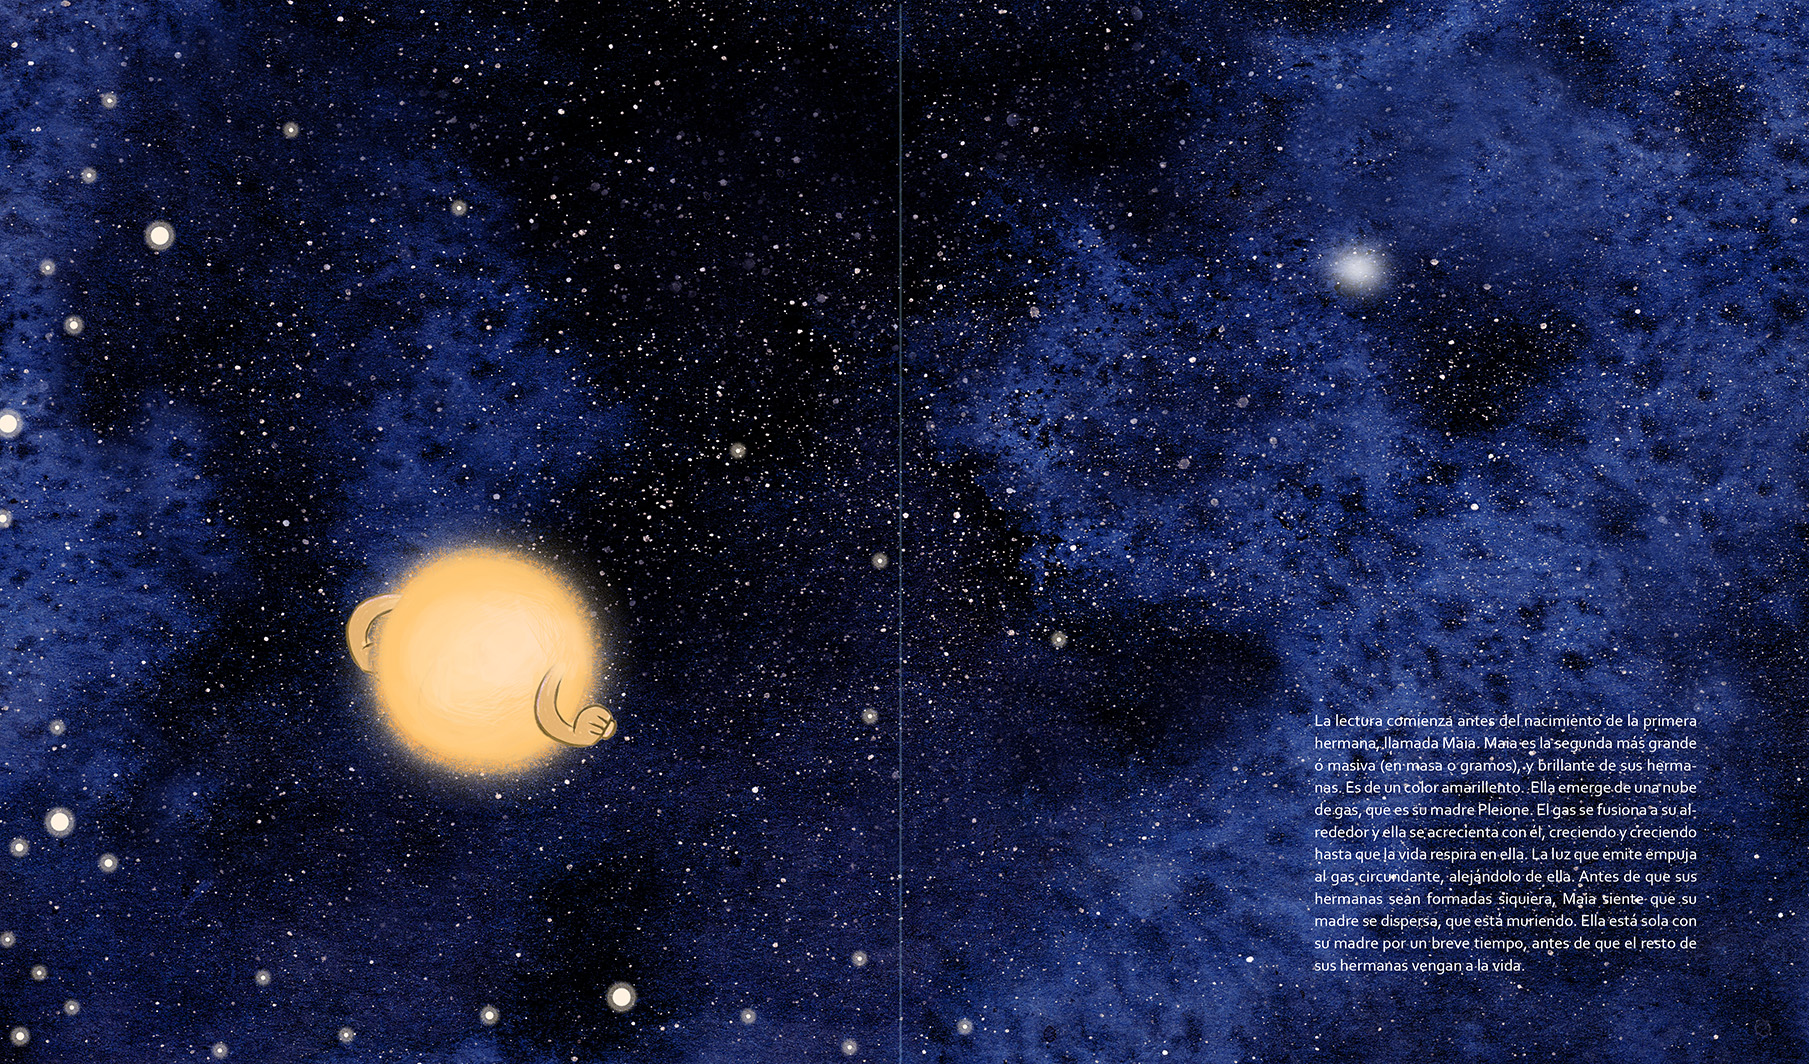 La lectura comienza antes del nacimiento de la primera
hermana, llamada Maia. Maia es la segunda más grande
ó masiva (en masa o gramos), y brillante de sus herma-
nas. Es de un color amarillento. Ella emerge de una nube
de gas, que es su madre Pleione. El gas se fusiona a su al-
rededor y ella se acrecienta con él, creciendo y creciendo
hasta que la vida respira en ella. La luz que emite empuja
al gas circundante, alejándolo de ella. Antes de que sus
hermanas sean formadas siquiera, Maia siente que su
madre se dispersa, que está muriendo. Ella está sola con
su madre por un breve tiempo, antes de que el resto de
sus hermanas vengan a la vida.